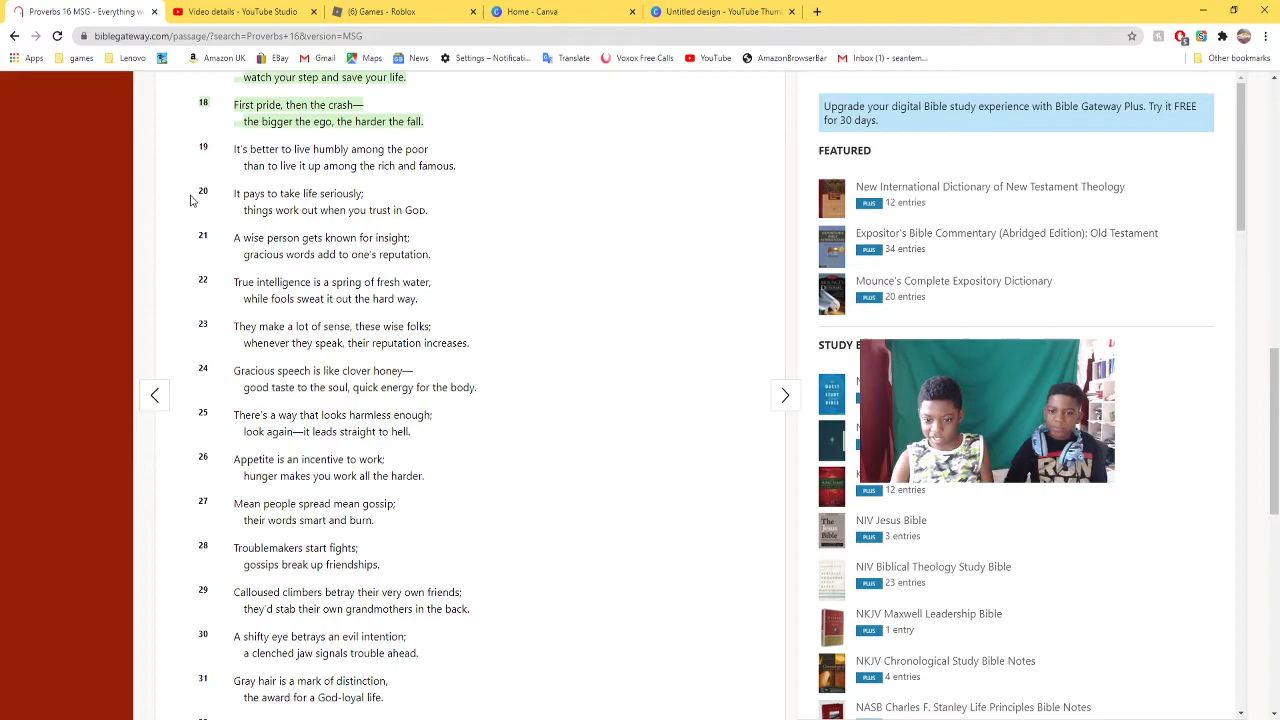 Proverbs 16 MSG - Everything w
Video details - YouTube Studio
(6) Games - Roblox
Home - Canva
Untitled design - YouTube Thum
biblegateway.com/passage/?search=Proverbs+16&version=MSG
Apps games Lenovo Amazon UK EBay Gmail Maps News Settings – Notificati... Translate Voxox Free Calls YouTube AmazonBrowserBar Inbox (1) - seantem... Other bookmarks
watch your step and save your life.
18 First pride, then the crash—
the bigger the ego, the harder the fall.
19 It's better to live humbly among the poor
than to live it up among the rich and famous.
20 It pays to take life seriously;
things work out when you trust in God.
21 A wise person gets known for insight;
gracious words add to one's reputation.
22 True intelligence is a spring of fresh water,
while fools sweat it out the hard way.
23 They make a lot of sense, these wise folks;
whenever they speak, their reputation increases.
24 Gracious speech is like clover honey—
good taste to the soul, quick energy for the body.
25 There's a way that looks harmless enough;
look again—it leads straight to hell.
26 Appetite is an incentive to work;
hunger makes you work all the harder.
27 Mean people spread mean gossip;
their words smart and burn.
28 Troublemakers start fights;
gossips break up friendships.
29 Calloused climbers betray their very own friends;
they'd stab their own grandmothers in the back.
30 A shifty eye betrays an evil intention;
a clenched jaw signals trouble ahead.
31 Gray hair is a mark of distinction,
the award for a God-loyal life.
Upgrade your digital Bible study experience with Bible Gateway Plus. Try it FREE
for 30 days.
FEATURED
New International Dictionary of New Testament Theology
PLUS 12 entries
Expositor's Bible Commentary (Abridged Edition): Old Testament
PLUS 34 entries
Mounce's Complete Expository Dictionary
PLUS 20 entries
STUDY B
PLUS 12 entries
RUN
NIV Jesus Bible
PLUS 3 entries
The Jesus Bible
NIV Biblical Theology Study Bible
PLUS 23 entries
NKJV Maxwell Leadership Bible
PLUS 1 entry
NKJV Chronological Study Bible Notes
PLUS 4 entries
NASB Charles F. Stanley Life Principles Bible Notes